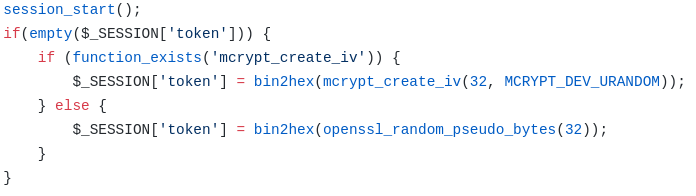 session_start();
if(empty($_SESSION['token'])) {
    if (function_exists('mcrypt_create_iv')) {
        $_SESSION['token'] = bin2hex(mcrypt_create_iv(32, MCRYPT_DEV_URANDOM));
    } else {
        $_SESSION['token'] = bin2hex(openssl_random_pseudo_bytes(32));
    }
}